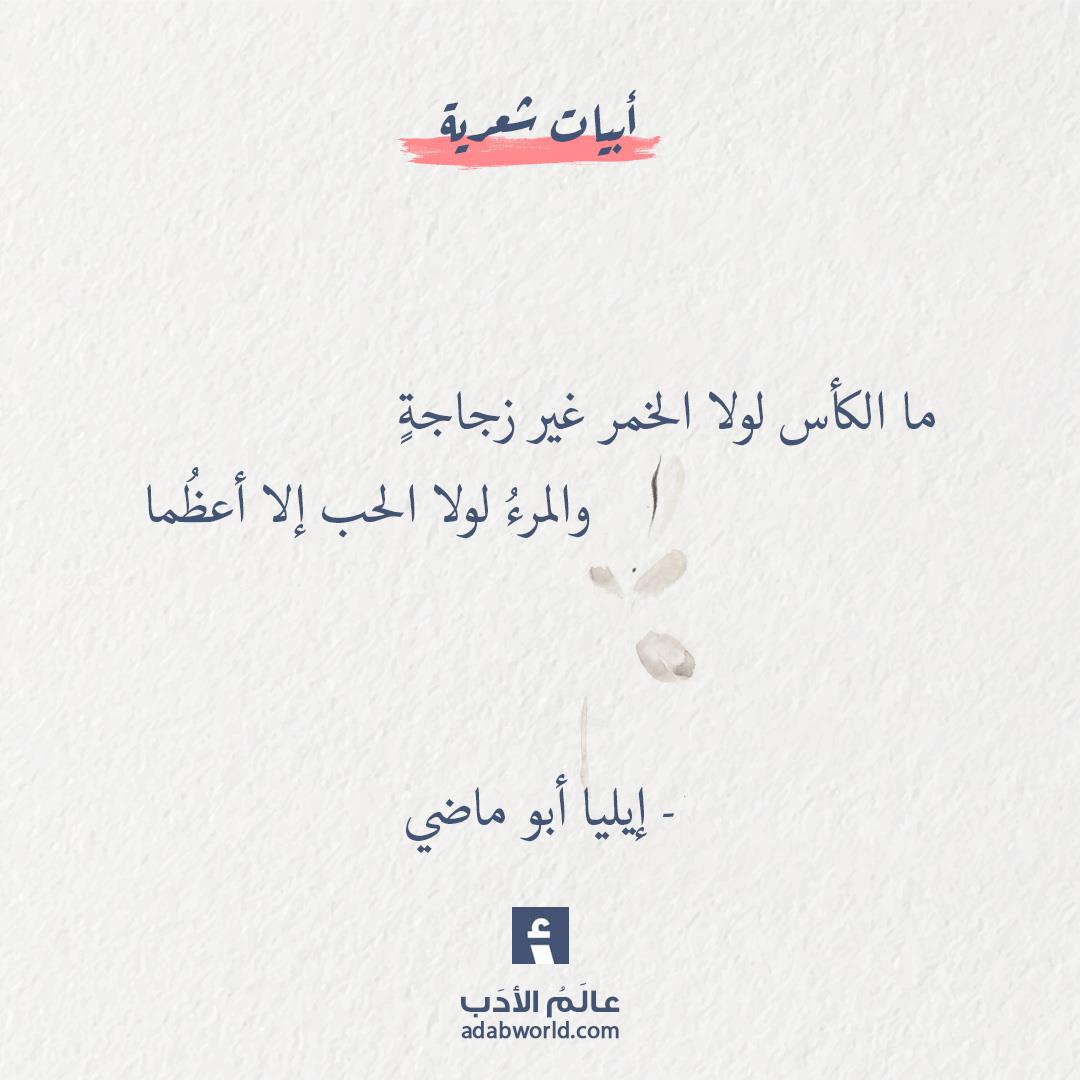 أبيات شعرية
ما الكأس لولا الخمر غير زجاجةٍ
والمرءُ لولا الحب إلا أعظُما
- إيليا أبو ماضي
أ
عالَمُ الأدَب
adabworld.com